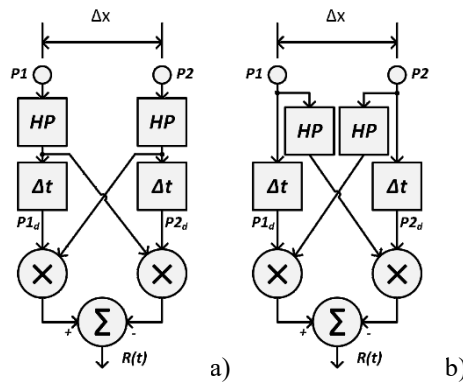 Δx
Δx
P1 P2 P1 P2
HP HP HP HP
Δt Δt Δt Δt
P1d P2d P1d P2d
× × × ×
Σ Σ
+ - + -
R(t) a) R(t) b)